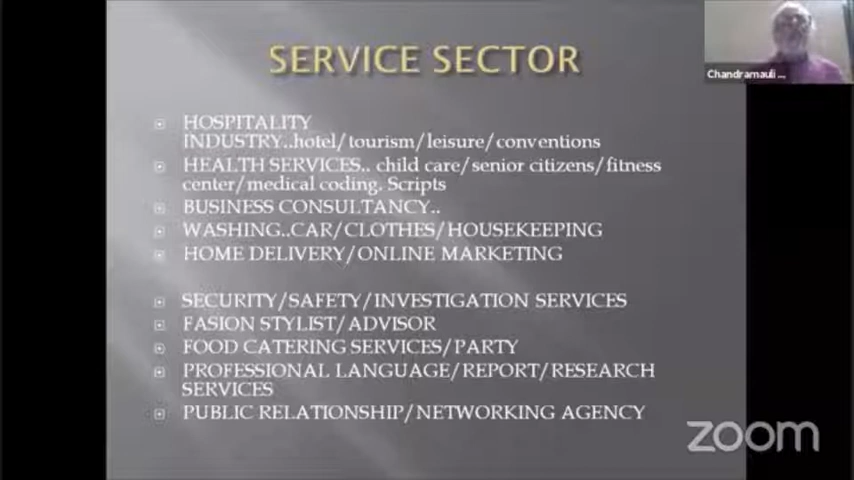 SERVICE SECTOR
Chandramauli ...
HOSPITALITY
INDUSTRY..hotel/tourism/leisure/conventions
HEALTH SERVICES.. child care/senior citizens/fitness
center/medical coding. Scripts
BUSINESS CONSULTANCY..
WASHING..CAR/CLOTHES/HOUSEKEEPING
HOME DELIVERY/ONLINE MARKETING
SECURITY/SAFETY/INVESTIGATION SERVICES
FASION STYLIST/ADVISOR
FOOD CATERING SERVICES/PARTY
PROFESSIONAL LANGUAGE/REPORT/RESEARCH
SERVICES
PUBLIC RELATIONSHIP/NETWORKING AGENCY
zoom